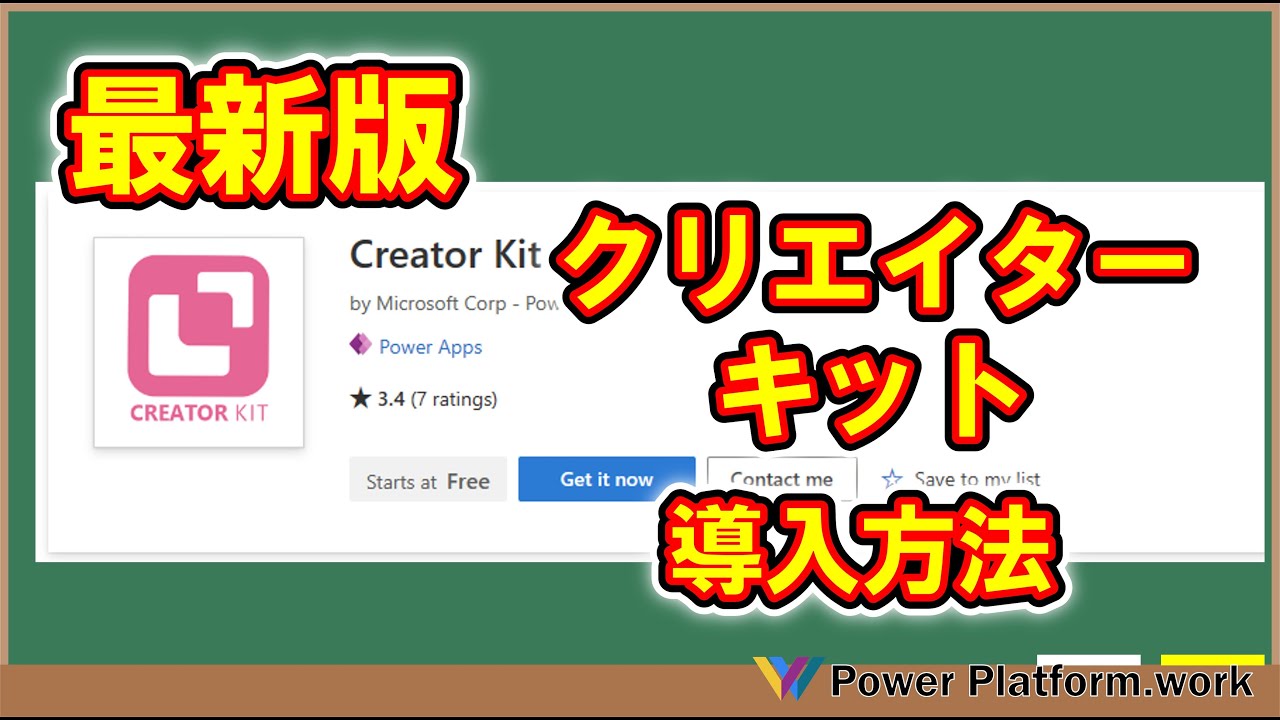 最新版
クリエイター
キット
導入方法
Creator Kit
by Microsoft Corp -
Power Apps
★ 3.4 (7 ratings)
CREATOR KIT
Starts at Free
Get it now
Contact me
Save to my list
Power Platform.work